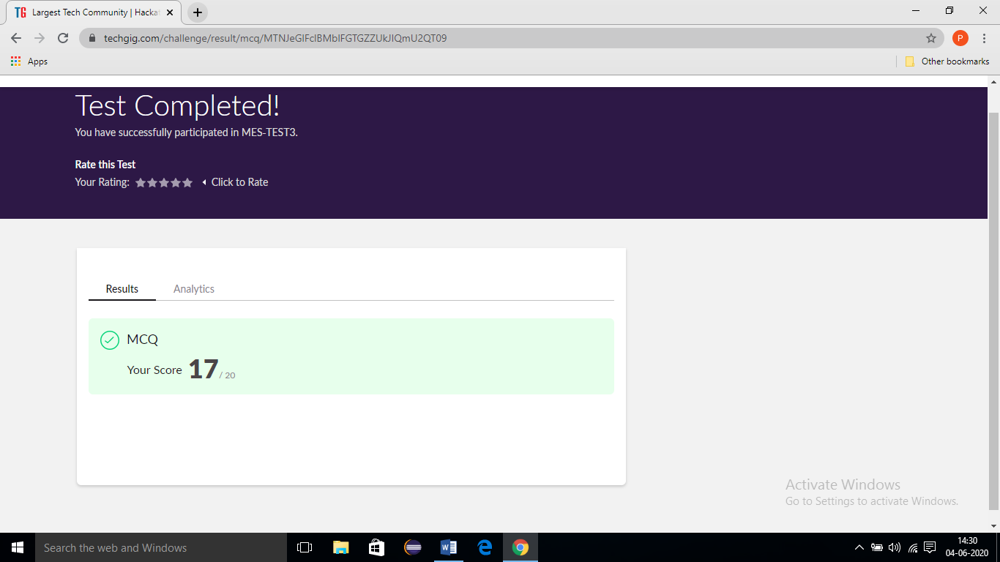 TG Largest Tech Community | Hacka
techgig.com/challenge/result/mcq/
P
Apps
Other bookmarks
Test Completed!
You have successfully participated in MES-TEST3.
Rate this Test
Your Rating:
Click to Rate
Results
Analytics
MCQ
Your Score 17 / 20
Activate Windows
Go to Settings to activate Windows.
Search the web and Windows
14:30
04-06-2020